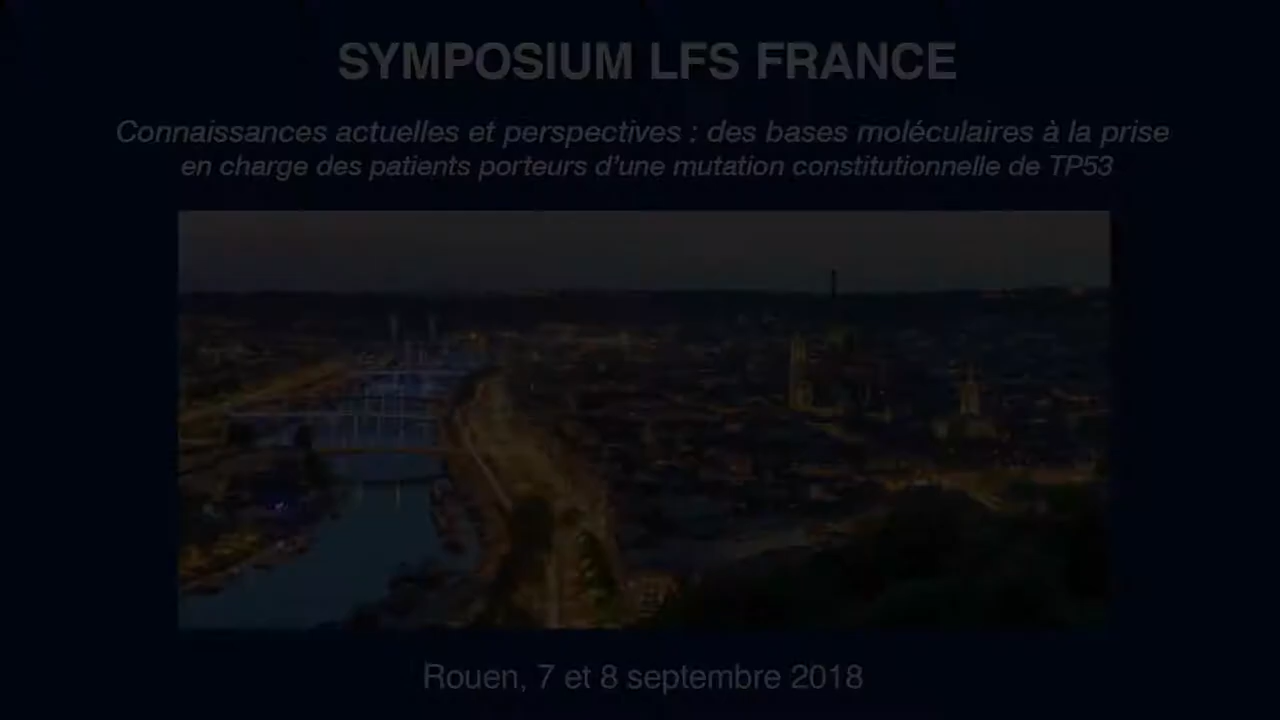 SYMPOSIUM LFS FRANCE
Connaissances actuelles et perspectives : des bases moléculaires à la prise
en charge des patients porteurs d'une mutation constitutionnelle de TP53
Rouen, 7 et 8 septembre 2018